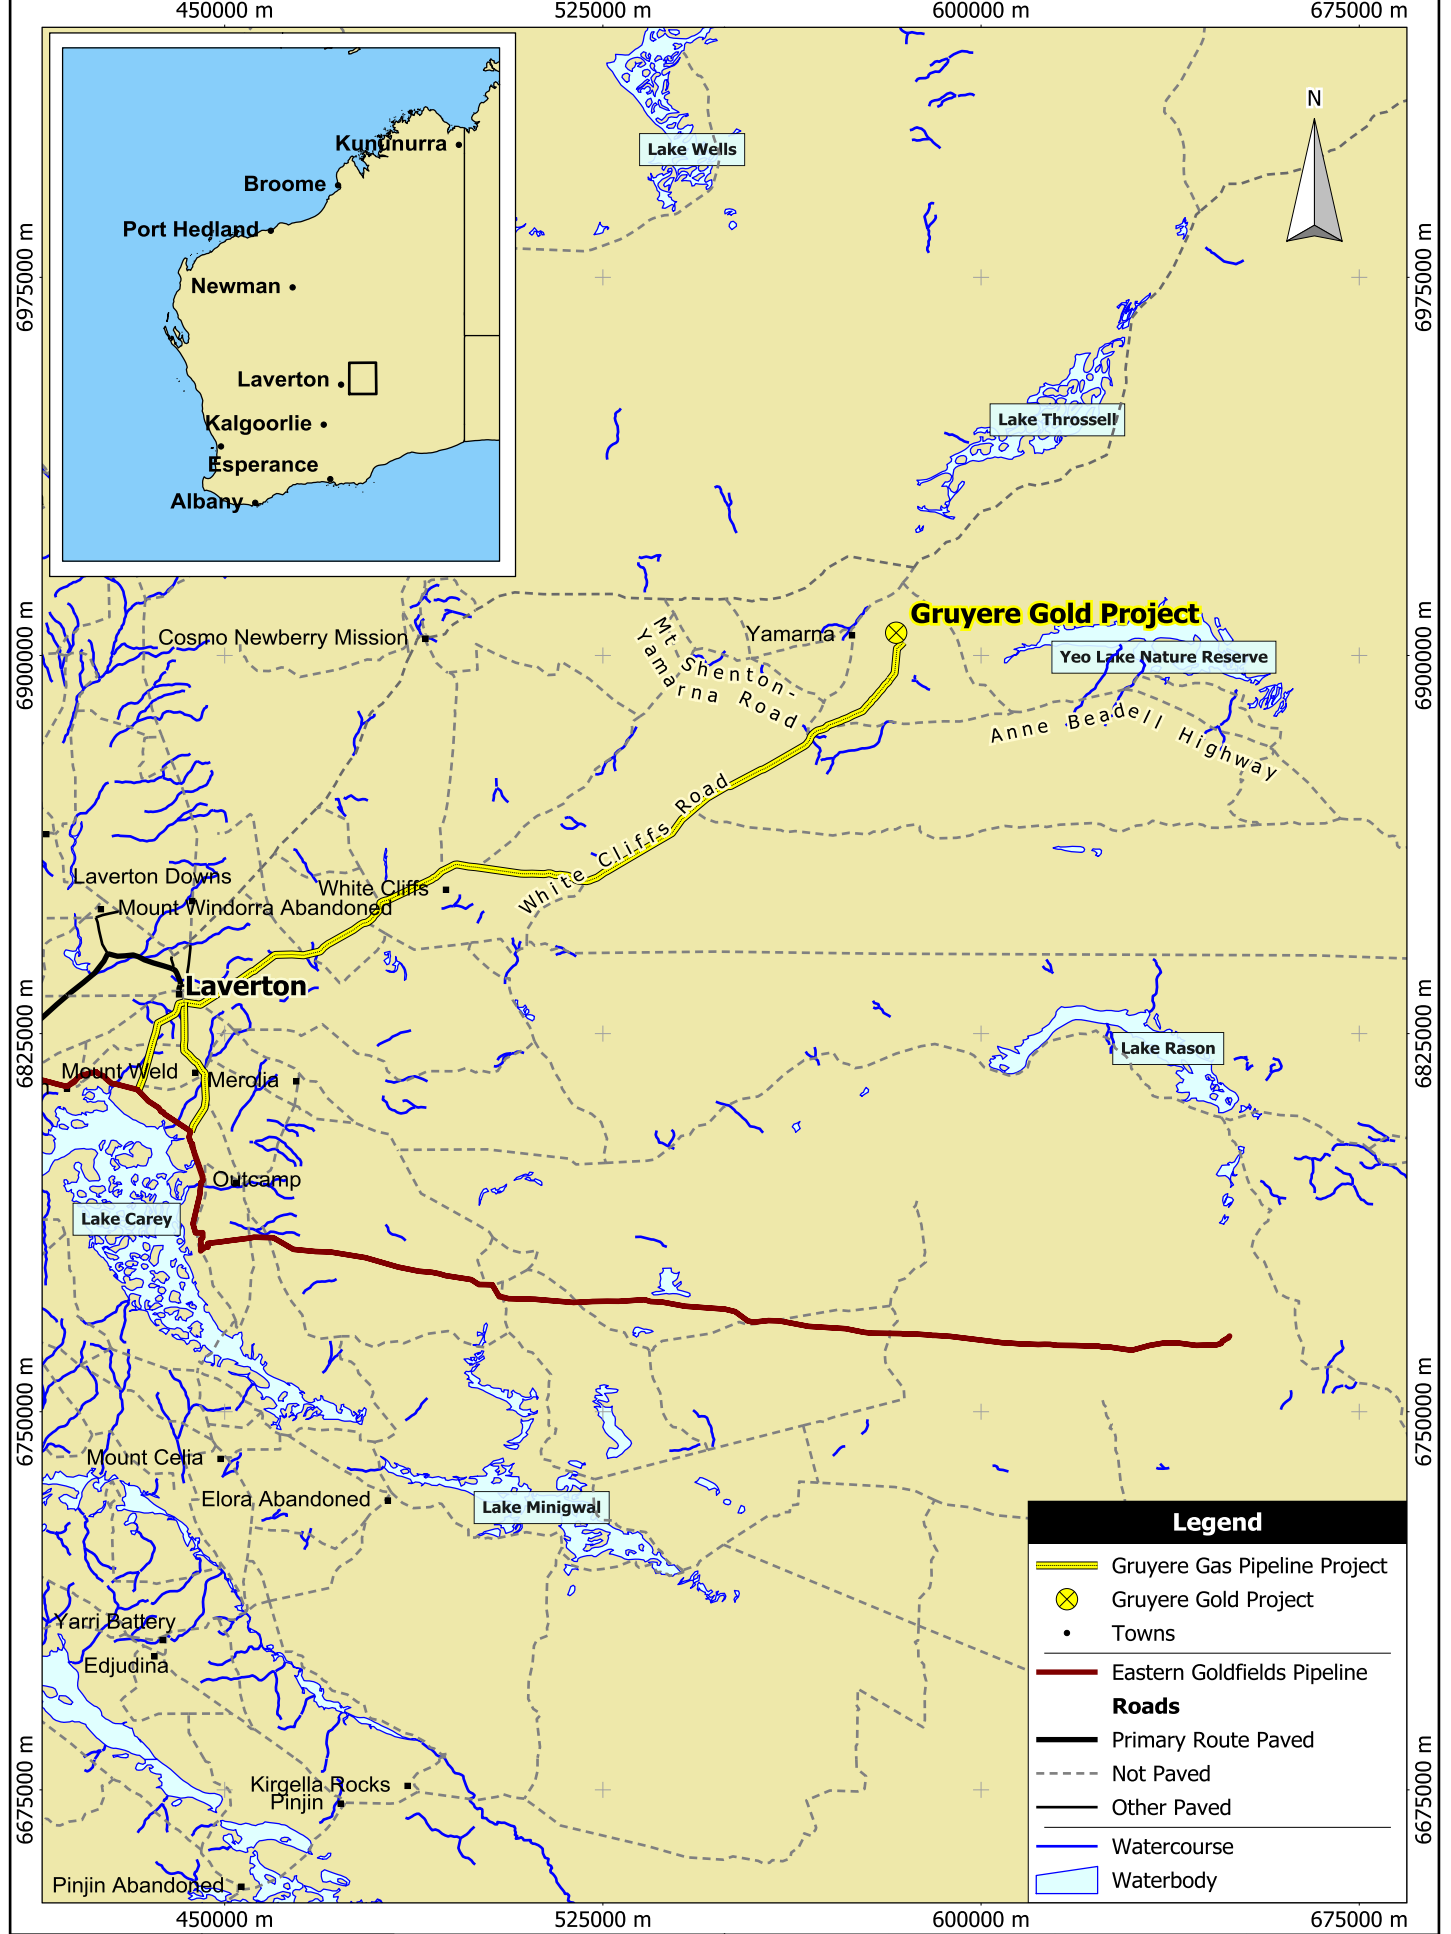 450000 m
525000 m
600000 m
675000 m
N
Kununurra
Broome
Port Hedland
Newman
Laverton
Kalgoorlie
Esperance
Albany
Lake Wells
6975000 m
6975000 m
Lake Throssell
Gruyere Gold Project
Cosmo Newberry Mission
Yamarna
Mt Shenton-
Yamarna Road
Yeo Lake Nature Reserve
6900000 m
6900000 m
Anne Beadell Highway
White Cliffs Road
Laverton Downs
White Cliffs
Mount Windorra Abandoned
Laverton
6825000 m
6825000 m
Lake Rason
Mount Weld
Merolia
Outcamp
Lake Carey
6750000 m
6750000 m
Mount Celia
Elora Abandoned
Lake Minigwal
Yarri Battery
Edjudina
Kirgella Rocks
Pinjin
6675000 m
6675000 m
Pinjin Abandoned
Legend
Gruyere Gas Pipeline Project
Gruyere Gold Project
Towns
Eastern Goldfields Pipeline
Roads
Primary Route Paved
Not Paved
Other Paved
Watercourse
Waterbody
450000 m
525000 m
600000 m
675000 m